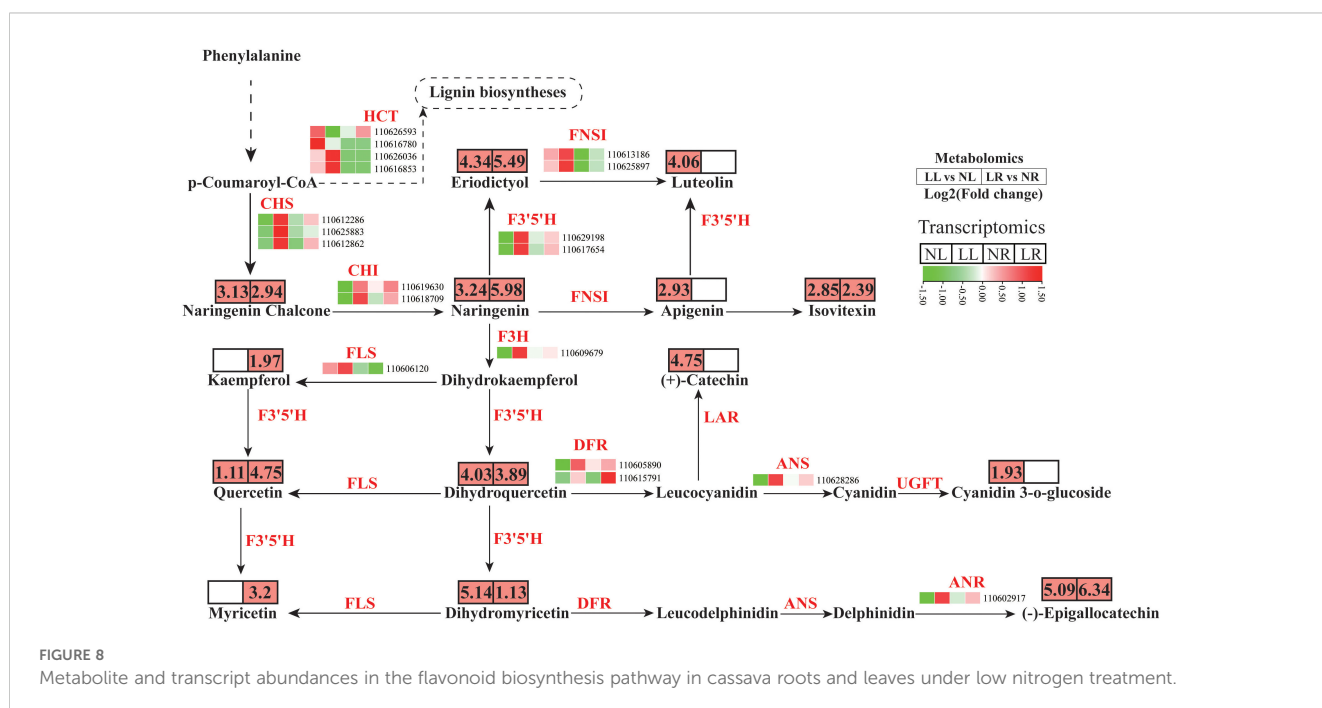 Phenylalanine
Lignin biosyntheses
HCT
110626593
110616780
110626036
110616853
p-Coumaroyl-CoA
CHS
110612286
110625883
110612862
4.34 5.49
Eriodictyol
FNSI
110613186
110625897
4.06
Luteolin
F3'5'H
110629198
110617654
F3'5'H
Metabolomics
LL vs NL LR vs NR
Log2(Fold change)
Transcriptomics
NL LL NR LR
-1.50 -1.00 -0.50 0.00 0.50 1.00 1.50
3.13 2.94
Naringenin Chalcone
CHI
110619630
110618709
3.24 5.98
Naringenin
FNSI
2.93
Apigenin
2.85 2.39
Isovitexin
F3H
110609679
1.97
Kaempferol
FLS
110606120
Dihydrokaempferol
4.75
(+)-Catechin
F3'5'H
F3'5'H
LAR
1.11 4.75
Quercetin
FLS
4.03 3.89
Dihydroquercetin
DFR
110605890
110615791
Leucocyanidin
ANS
110628286
Cyanidin
UGFT
1.93
Cyanidin 3-o-glucoside
F3'5'H
F3'5'H
3.2
Myricetin
FLS
5.14 1.13
Dihydromyricetin
DFR
Leucodelphinidin
ANS
Delphinidin
ANR
110602917
5.09 6.34
(-)-Epigallocatechin
FIGURE 8
Metabolite and transcript abundances in the flavonoid biosynthesis pathway in cassava roots and leaves under low nitrogen treatment.